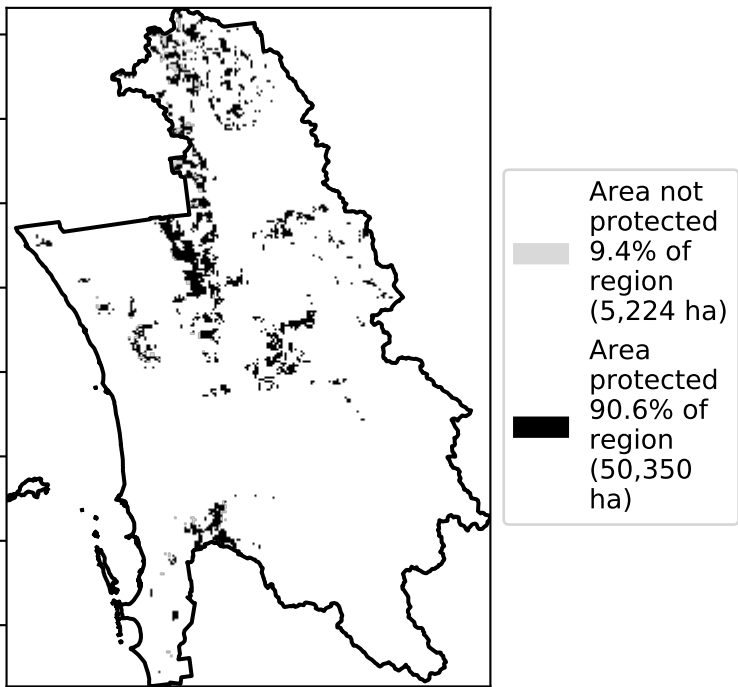 Area not
protected
9.4% of
region
(5,224 ha)
Area
protected
90.6% of
region
(50,350
ha)